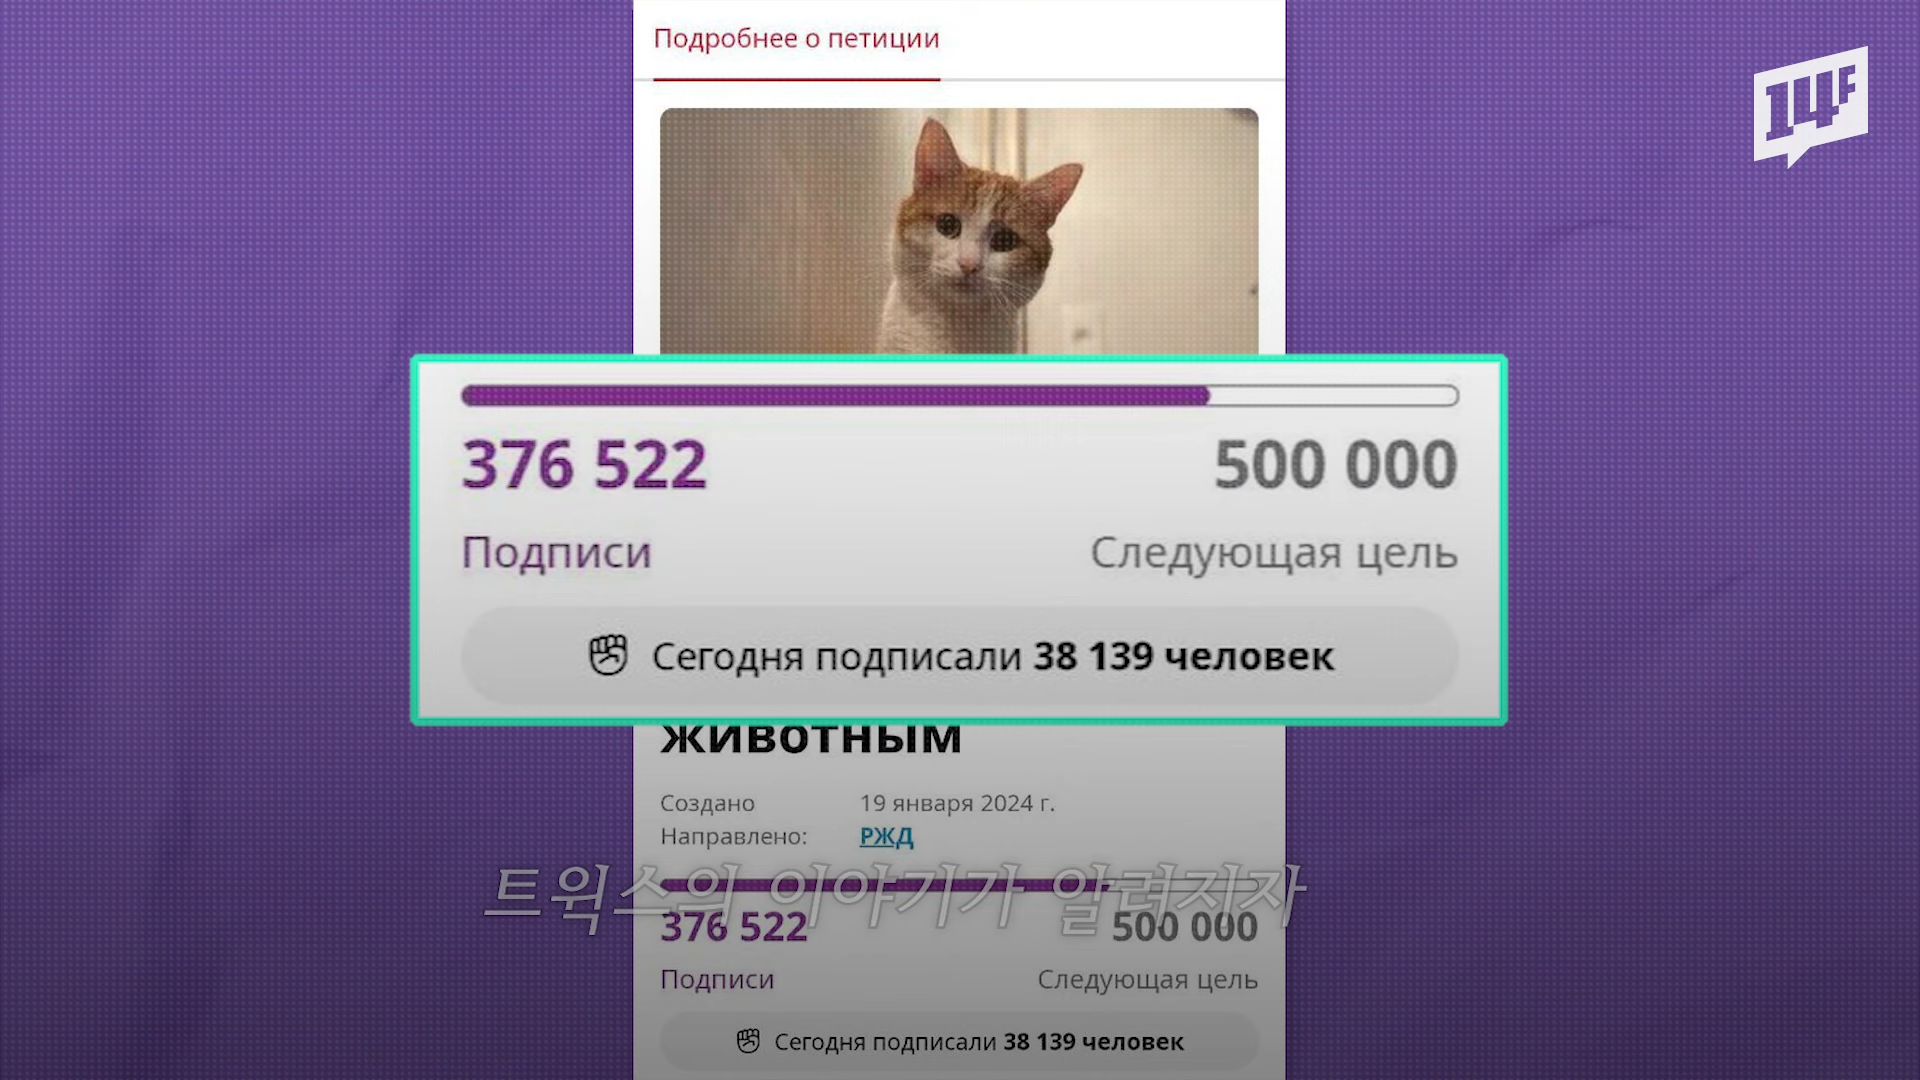 Подробнее о петиции
14F
376 522
500 000
Подписи
Следующая цель
Сегодня подписали 38 139 человек
животным
Создано 19 января 2024 г.
Направлено: РЖД
트윅스의 이야기가 알려지자
376 522
500 000
Подписи
Следующая цель
Сегодня подписали 38 139 человек